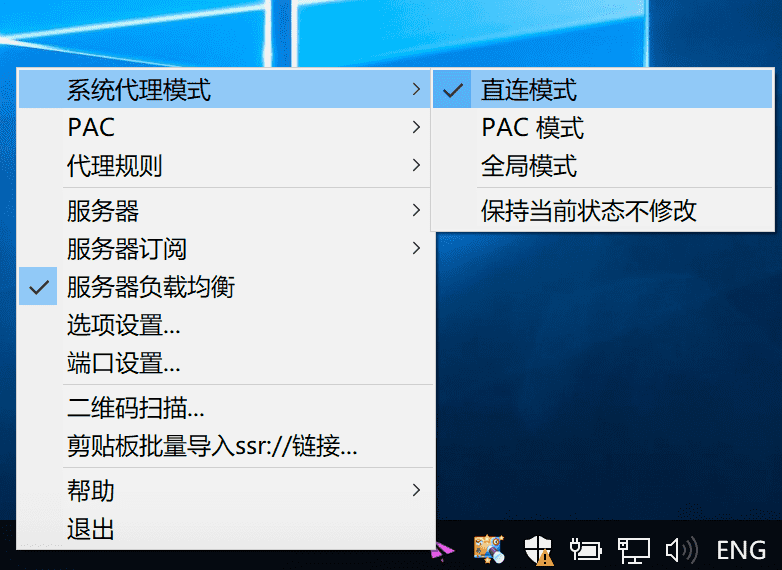 系统代理模式
PAC
代理规则
服务器
服务器订阅
服务器负载均衡
选项设置...
端口设置...
二维码扫描...
剪贴板批量导入ssr://链接...
帮助
退出
直连模式
PAC 模式
全局模式
保持当前状态不修改
ENG